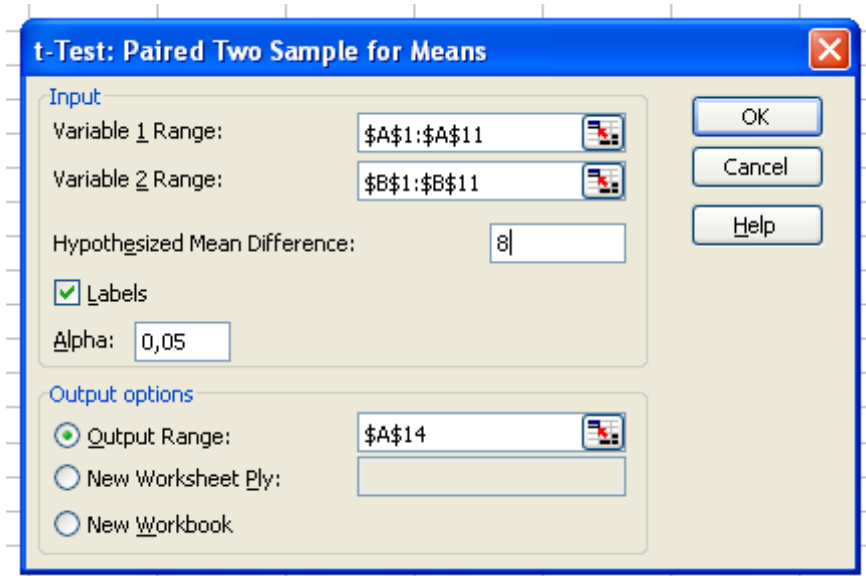 t-Test: Paired Two Sample for Means
Input
Variable 1 Range: $A$1:$A$11
Variable 2 Range: $B$1:$B$11
Hypothesized Mean Difference: 8
Labels
Alpha: 0,05
OK
Cancel
Help
Output options
Output Range: $A$14
New Worksheet Ply:
New Workbook